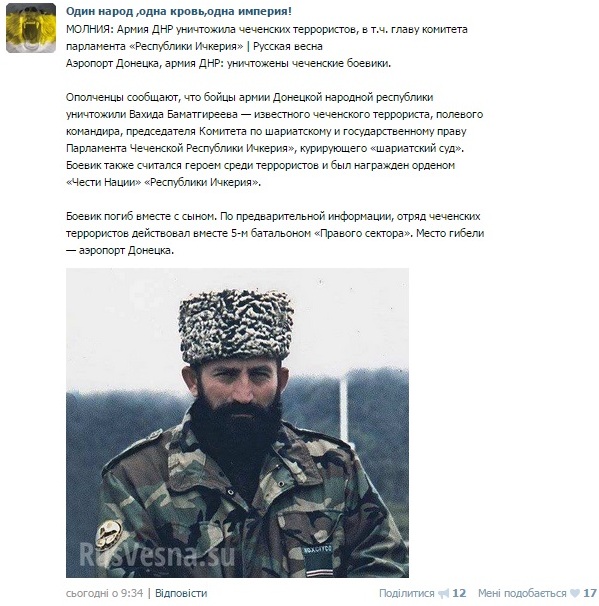 Один народ ,одна кровь,одна империя!
МОЛНИЯ: Армия ДНР уничтожила чеченских террористов, в т.ч. главу комитета
парламента «Республики Ичкерия» | Русская весна
Аэропорт Донецка, армия ДНР: уничтожены чеченские боевики.
Ополченцы сообщают, что бойцы армии Донецкой народной республики
уничтожили Вахида Баматгиреева — известного чеченского террориста, полевого
командира, председателя Комитета по шариатскому и государственному праву
Парламента Чеченской Республики Ичкерия», курирующего «шариатский суд».
Боевик также считался героем среди террористов и был награжден орденом
«Чести Нации» «Республики Ичкерия».
Боевик погиб вместе с сыном. По предварительной информации, отряд чеченских
террористов действовал вместе 5-м батальоном «Правого сектора». Место гибели
— аэропорт Донецка.
RusVesna.su
сьогодні о 9:34 | Відповісти
Поділитися 12 Мені подобається 17